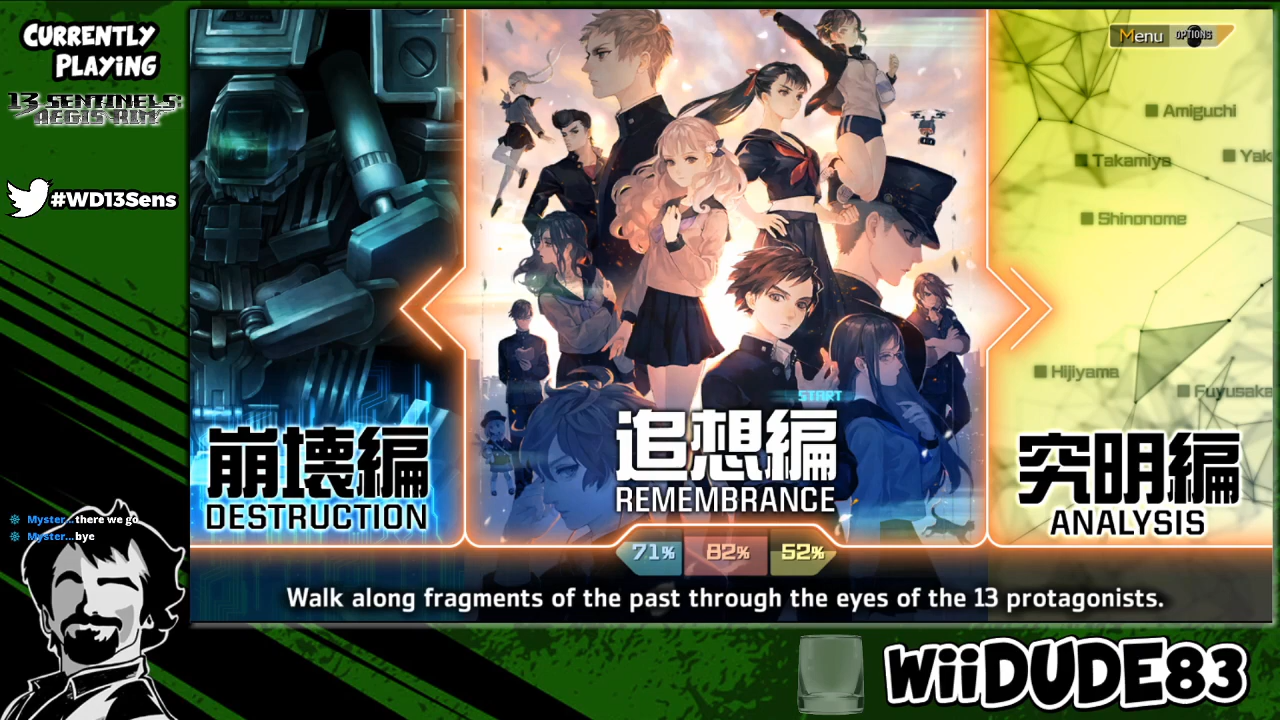 CURRENTLY
PLAYING
13 SENTINELS:
AEGIS RIM
#WD13Sens
Myster... there we go
Myster... bye
Menu OPTIONS
Amiguchi
Takamiya
Yak
Shinonome
Hijiyama
Fuyusaka
崩壊編
DESTRUCTION
START
追想編
REMEMBRANCE
究明編
ANALYSIS
71% 82% 52%
Walk along fragments of the past through the eyes of the 13 protagonists.
WiiDUDE83